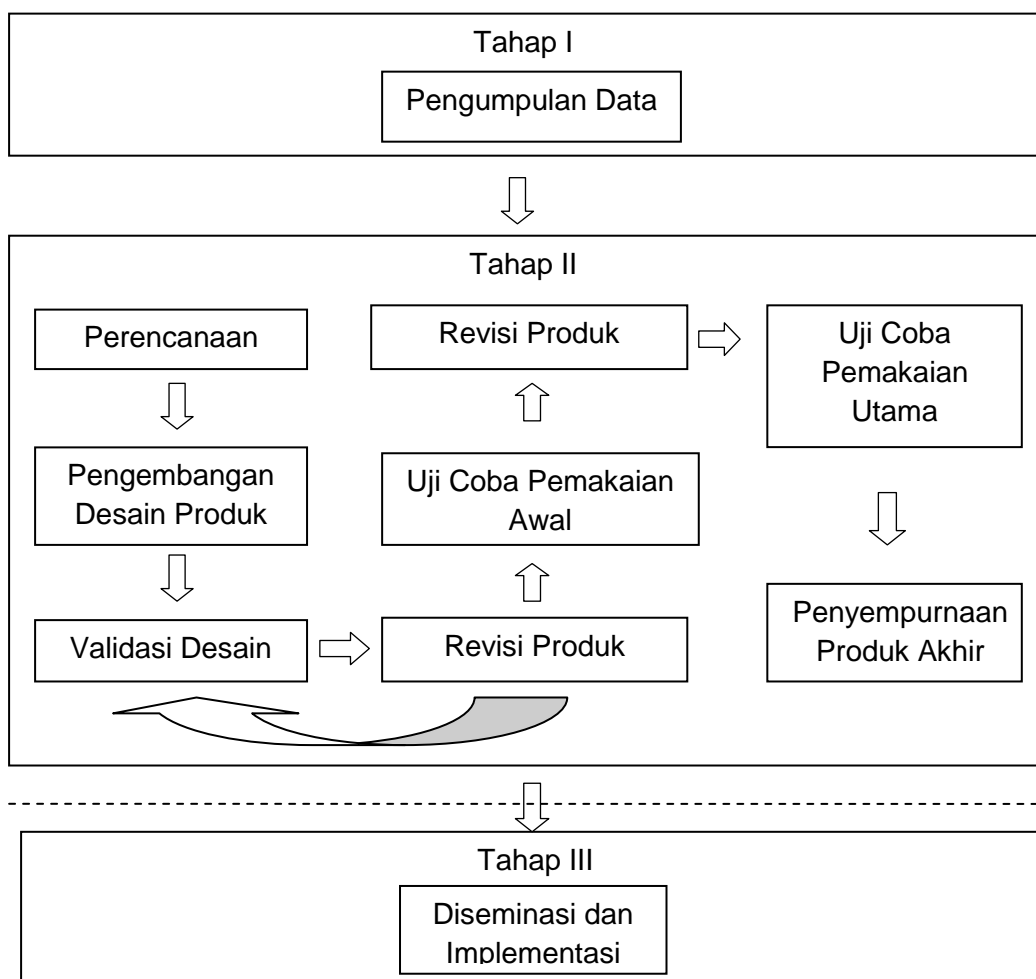 Tahap I
Pengumpulan Data
Tahap II
Perencanaan
Pengembangan
Desain Produk
Validasi Desain
Revisi Produk
Uji Coba Pemakaian
Awal
Revisi Produk
Uji Coba
Pemakaian
Utama
Penyempurnaan
Produk Akhir
Tahap III
Diseminasi dan
Implementasi